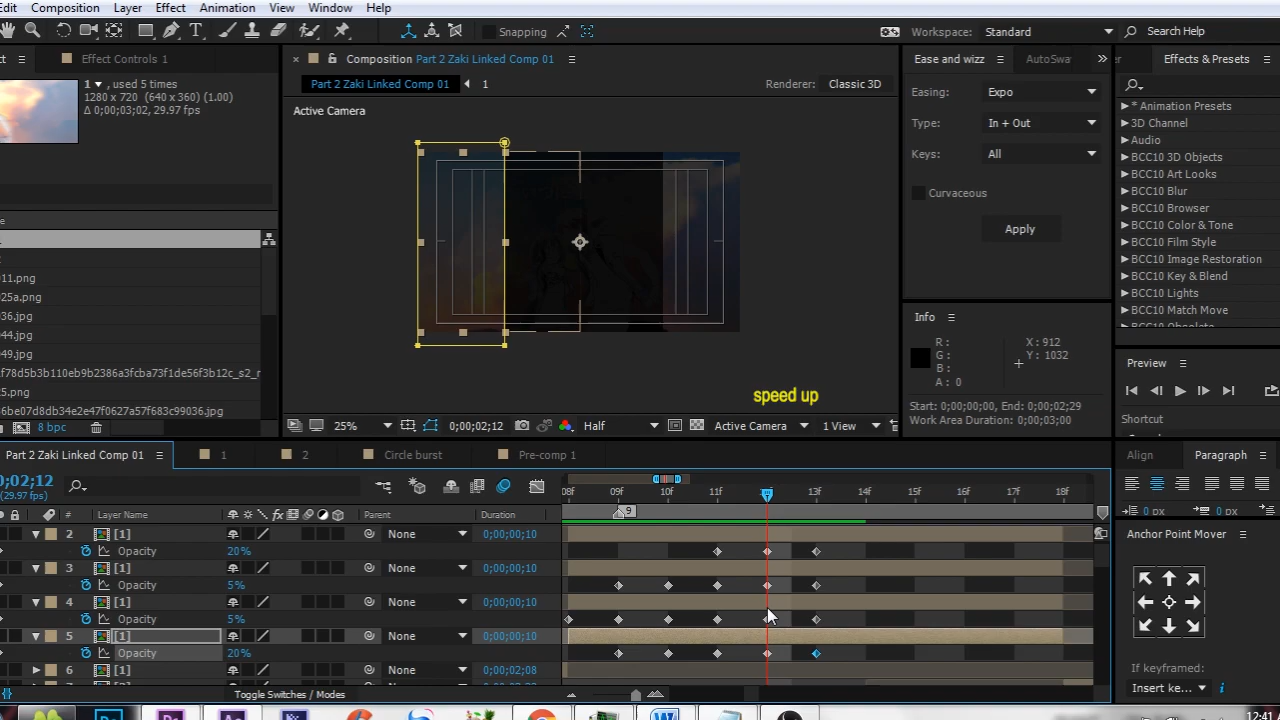 Edit Composition Layer Effect Animation View Window Help
Snapping
Workspace: Standard
Search Help
Effect Controls 1
1 , used 5 times
1280 x 720 (640 x 360) (1.00)
Δ 0;00;03;02, 29.97 fps
11.png
025a.png
036.jpg
044.jpg
049.jpg
f78d5b3b110eb9b2386a3fcba73f1de56f3b12c_s2_r
25.png
6be07d8db34e2e4f0627a57f683c99036.jpg
8 bpc
Composition Part 2 Zaki Linked Comp 01
Part 2 Zaki Linked Comp 01 1
Renderer: Classic 3D
Active Camera
speed up
25% 0;00;02;12 Half Active Camera 1 View
Ease and wizz AutoSwa
Easing: Expo
Type: In + Out
Keys: All
Curvaceous
Apply
Info
R :
G :
B :
A : 0
X : 912
Y : 1032
Start: 0;00;00;00, End: 0;00;02;29
Work Area Duration: 0;00;03;00
Effects & Presets
* Animation Presets
3D Channel
Audio
BCC10 3D Objects
BCC10 Art Looks
BCC10 Blur
BCC10 Browser
BCC10 Color & Tone
BCC10 Film Style
BCC10 Image Restoration
BCC10 Key & Blend
BCC10 Lights
BCC10 Match Move
BCC10 Obsolete
Preview
Shortcut
Part 2 Zaki Linked Comp 01 1 2 Circle burst Pre-comp 1
0;02;12
(29.97 fps)
08f 09f 10f 11f 13f 14f 15f 16f 17f 18f
9
# Layer Name Parent Duration
2 [1] None 0;00;00;10
Opacity 20%
3 [1] None 0;00;00;10
Opacity 5%
4 [1] None 0;00;00;10
Opacity 5%
5 [1] None 0;00;00;10
Opacity 20%
6 [1] None 0;00;02;08
Toggle Switches / Modes
Align Paragraph
0 px 0 px
Anchor Point Mover
If keyframed:
Insert ke...
12:41